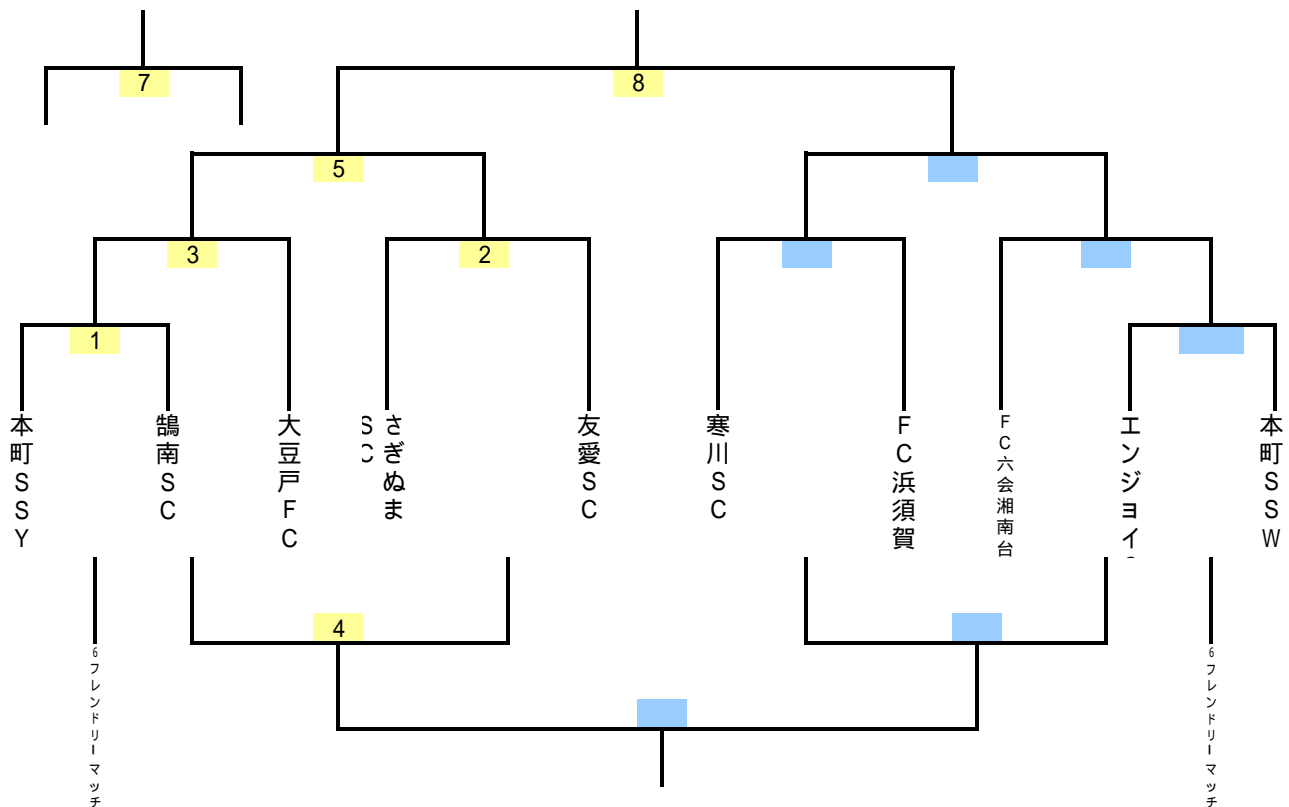 7
8
5
3
2
1
本町SSY
鵠南SC
大豆戸FC
さぎぬま
SC
友愛SC
寒川SC
FC浜須賀
FC六会湘南台
エンジョイ
本町SSW
4
6フレンドリーマッチ
6フレンドリーマッチ